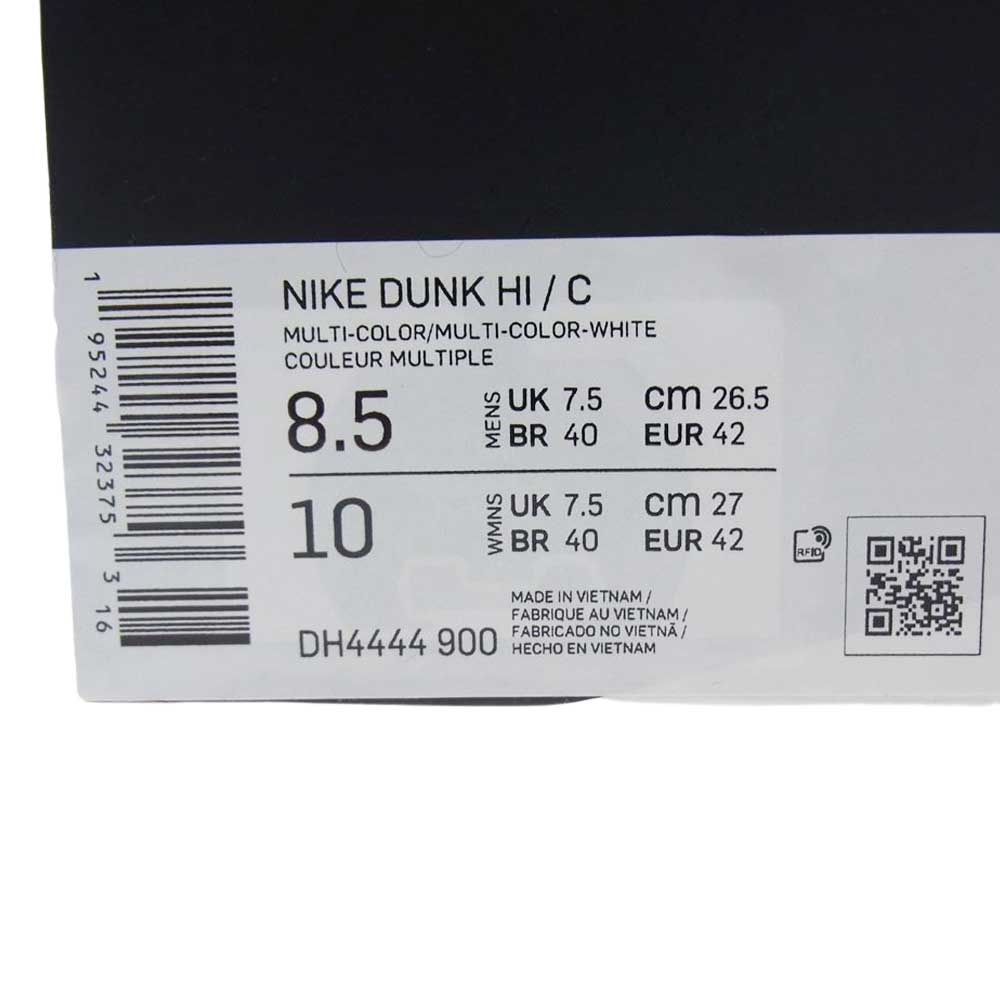 NIKE DUNK HI / C
MULTI-COLOR/MULTI-COLOR-WHITE
COULEUR MULTIPLE
8.5 MENS UK 7.5 cm 26.5
BR 40 EUR 42
10 WMNS UK 7.5 cm 27
BR 40 EUR 42
RFID
MADE IN VIETNAM /
FABRIQUE AU VIETNAM /
FABRICADO NO VIETNÃ /
HECHO EN VIETNAM
DH4444 900
1 95244 32375 3 16